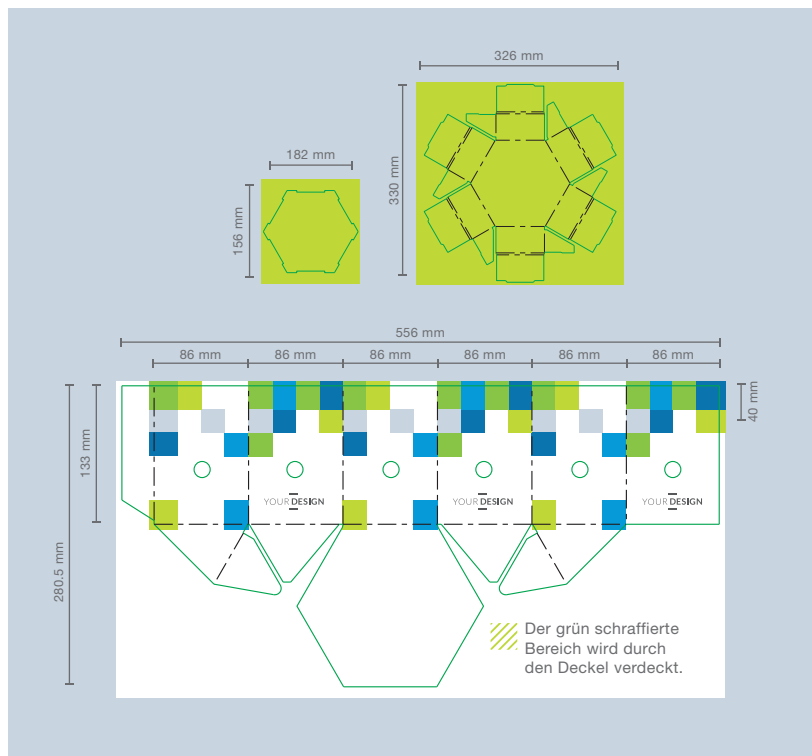 326 mm
182 mm
330 mm
156 mm
556 mm
86 mm 86 mm 86 mm 86 mm 86 mm 86 mm
40 mm
133 mm
280.5 mm
YOUR DESIGN YOUR DESIGN YOUR DESIGN
Der grün schraffierte
Bereich wird durch
den Deckel verdeckt.